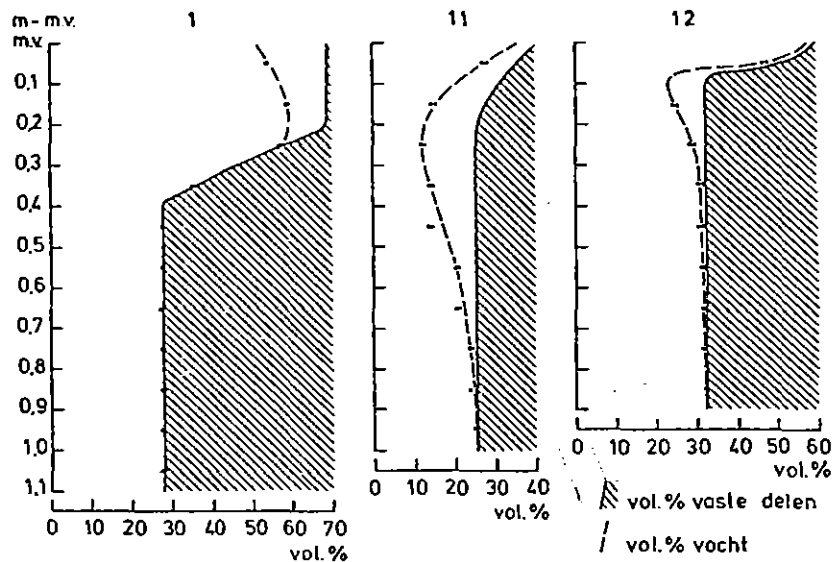 m - m.v.
m.v.
0,1
0,2
0,3
0,4
0,5
0,6
0,7
0,8
0,9
1,0
1,1
1
0 10 20 30 40 50 60 70
vol.%
11
0 10 20 30 40
vol.%
12
0 10 20 30 40 50 60
vol.%
vol.% vaste delen
vol.% vocht